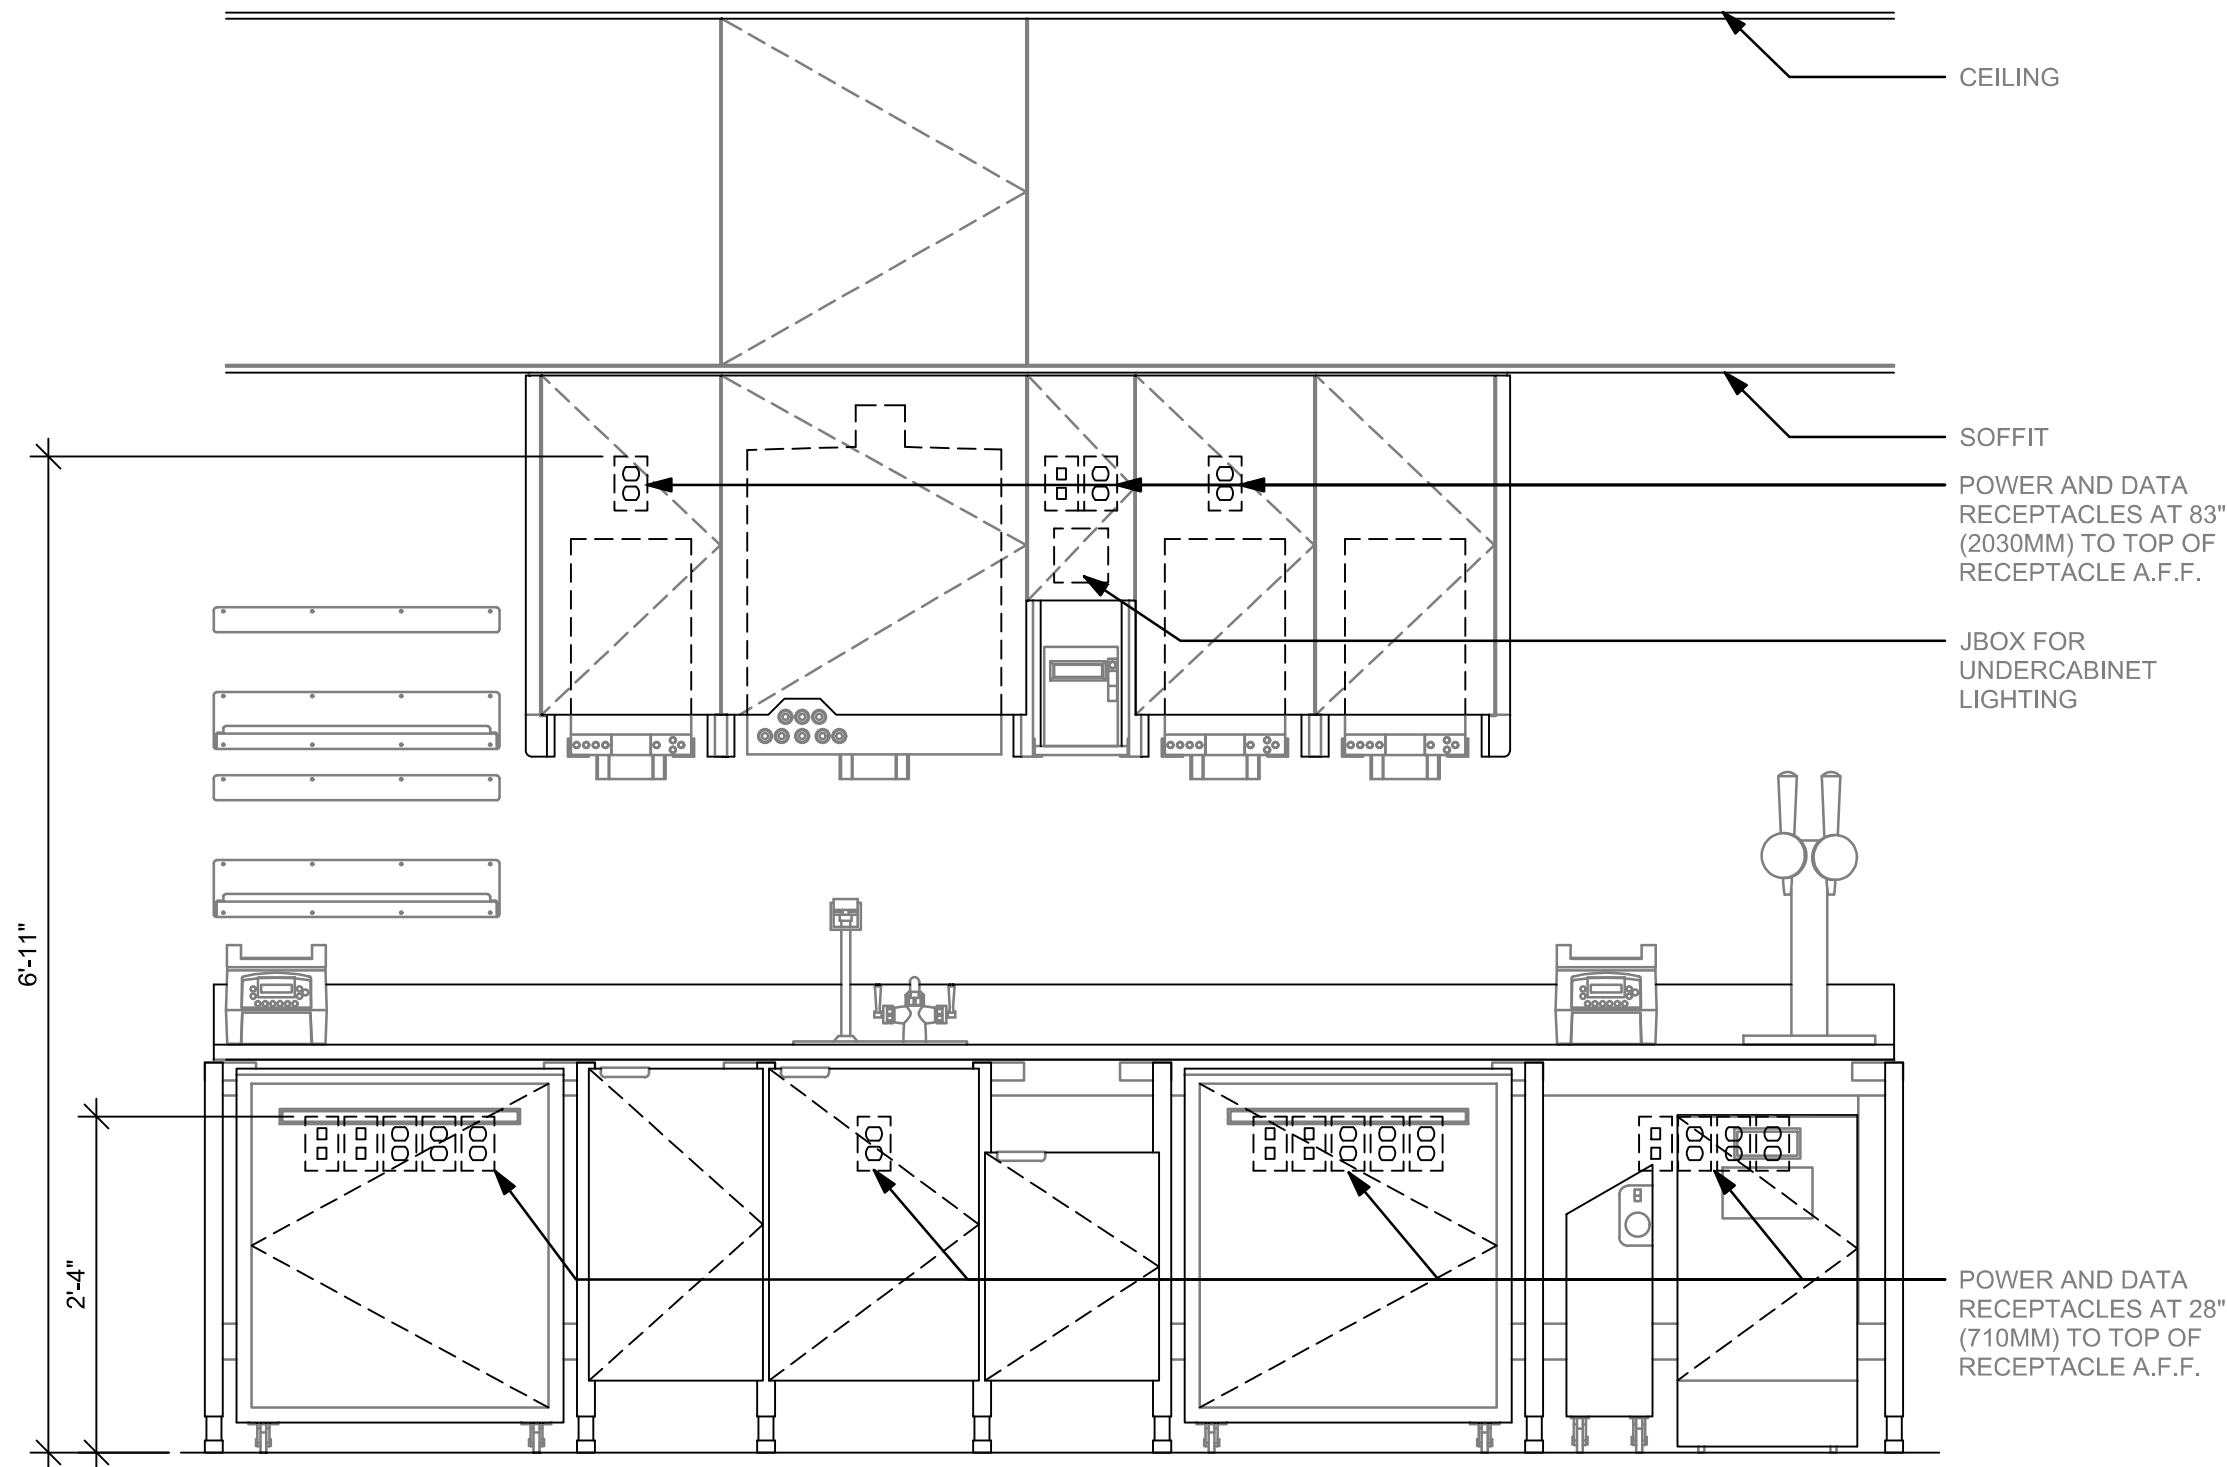 CEILING
SOFFIT
POWER AND DATA
RECEPTACLES AT 83"
(2030MM) TO TOP OF
RECEPTACLE A.F.F.
JBOX FOR
UNDERCABINET
LIGHTING
6'-11"
2'-4"
POWER AND DATA
RECEPTACLES AT 28"
(710MM) TO TOP OF
RECEPTACLE A.F.F.